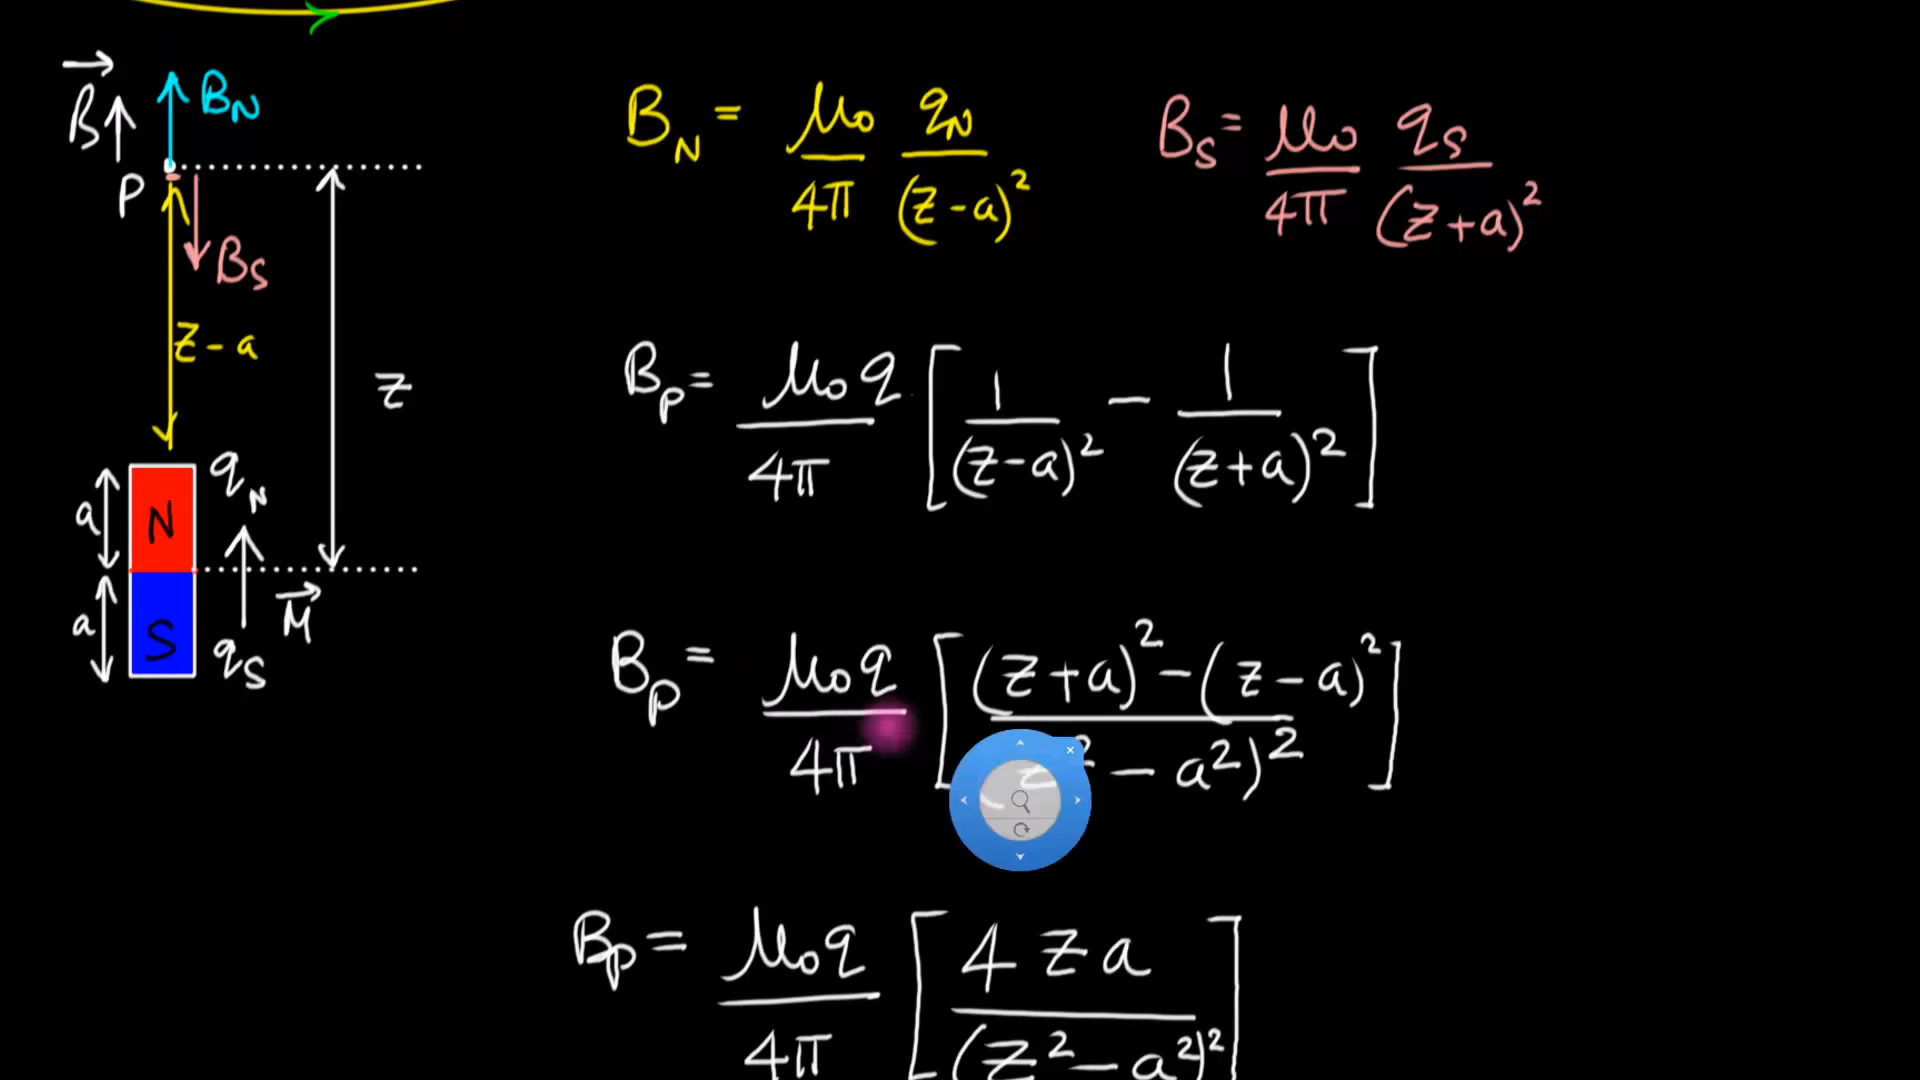 B⃗ ↑ B_N
P
B_S
z-a
z
a N q_N
M⃗
a S q_S
B_N = μ₀/4π q_N/(z-a)²
B_S = μ₀/4π q_S/(z+a)²
B_P = μ₀q/4π [1/(z-a)² - 1/(z+a)²]
B_P = μ₀q/4π [((z+a)² - (z-a)²)/ z² - a²)²]
B_P = μ₀q/4π [4za/(z²-a²)²]